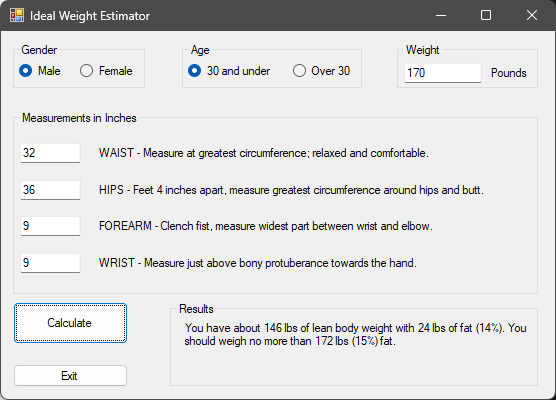 Ideal Weight Estimator
Gender
Male Female
Age
30 and under Over 30
Weight
170 Pounds
Measurements in Inches
32 WAIST - Measure at greatest circumference; relaxed and comfortable.
36 HIPS - Feet 4 inches apart, measure greatest circumference around hips and butt.
9 FOREARM - Clench fist, measure widest part between wrist and elbow.
9 WRIST - Measure just above bony protuberance towards the hand.
Calculate
Exit
Results
You have about 146 lbs of lean body weight with 24 lbs of fat (14%). You
should weigh no more than 172 lbs (15%) fat.